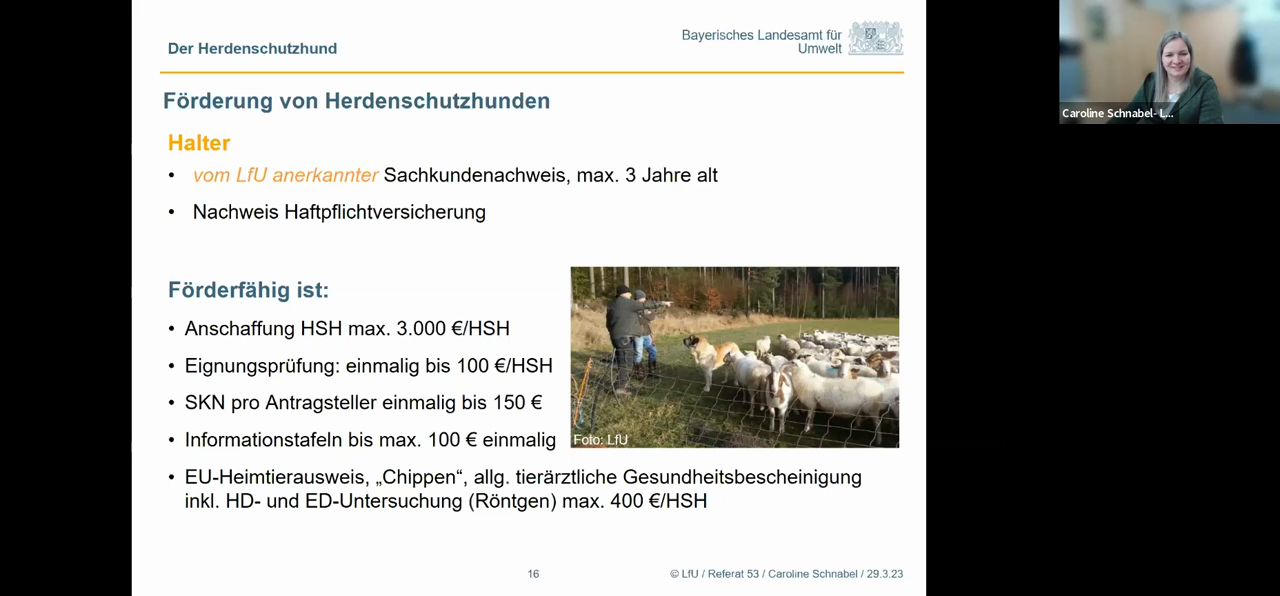 Der Herdenschutzhund
Bayerisches Landesamt für
Umwelt
Caroline Schnabel- L...
Förderung von Herdenschutzhunden
Halter
• vom LfU anerkannter Sachkundenachweis, max. 3 Jahre alt
• Nachweis Haftpflichtversicherung
Förderfähig ist:
• Anschaffung HSH max. 3.000 €/HSH
• Eignungsprüfung: einmalig bis 100 €/HSH
• SKN pro Antragsteller einmalig bis 150 €
• Informationstafeln bis max. 100 € einmalig
Foto: LfU
• EU-Heimtierausweis, „Chippen“, allg. tierärztliche Gesundheitsbescheinigung
inkl. HD- und ED-Untersuchung (Röntgen) max. 400 €/HSH
16
© LfU / Referat 53 / Caroline Schnabel / 29.3.23